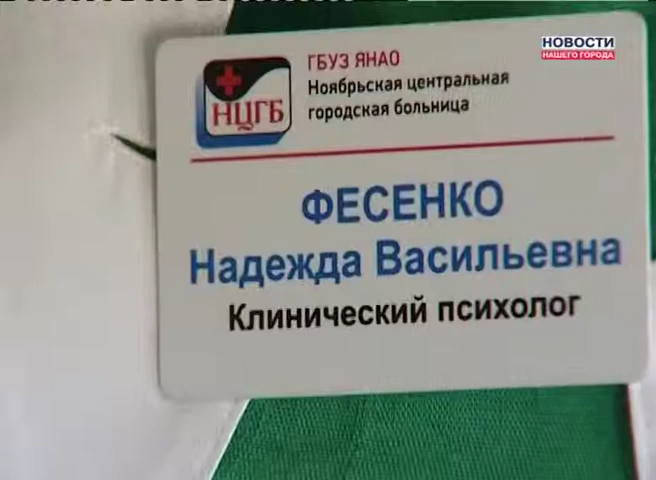 НОВОСТИ
НАШЕГО ГОРОДА
ГБУЗ ЯНАО
Ноябрьская центральная
городская больница
НЦГБ
ФЕСЕНКО
Надежда Васильевна
Клинический психолог